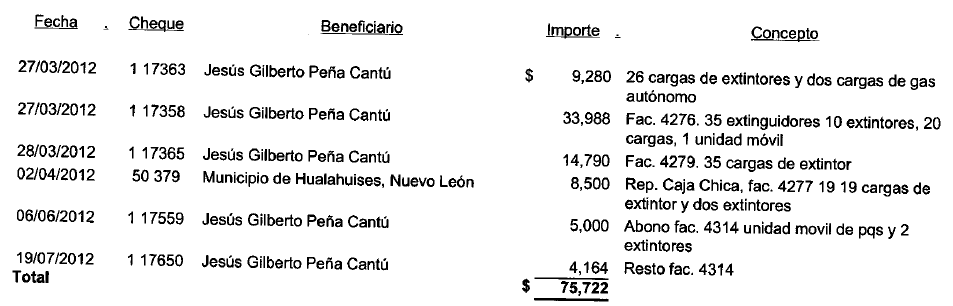 Fecha . Cheque Beneficiario Importe . Concepto
27/03/2012 1 17363 Jesús Gilberto Peña Cantú $ 9,280 26 cargas de extintores y dos cargas de gas
autónomo
27/03/2012 1 17358 Jesús Gilberto Peña Cantú 33,988 Fac. 4276. 35 extinguidores 10 extintores, 20
cargas, 1 unidad móvil
28/03/2012 1 17365 Jesús Gilberto Peña Cantú 14,790 Fac. 4279. 35 cargas de extintor
02/04/2012 50 379 Municipio de Hualahuises, Nuevo León 8,500 Rep. Caja Chica, fac. 4277 19 19 cargas de
extintor y dos extintores
06/06/2012 1 17559 Jesús Gilberto Peña Cantú 5,000 Abono fac. 4314 unidad movil de pqs y 2
extintores
19/07/2012 1 17650 Jesús Gilberto Peña Cantú 4,164 Resto fac. 4314
Total $ 75,722